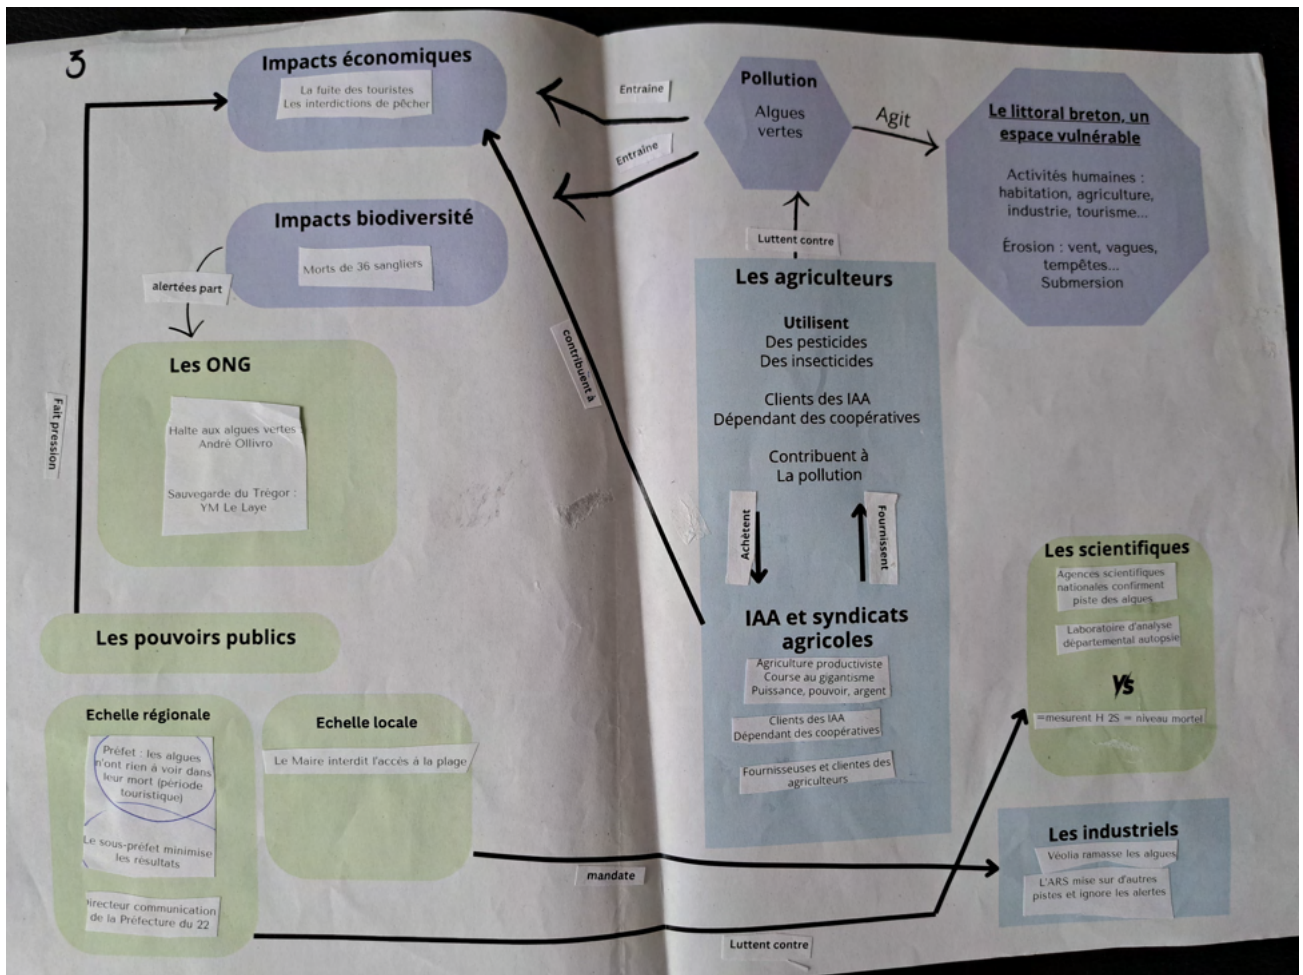 3
Impacts économiques
La fuite des touristes
Les interdictions de pêcher
Entraine
Entraîne
Pollution
Algues
vertes
Agit
Le littoral breton, un
espace vulnérable
Activités humaines :
habitation, agriculture,
industrie, tourisme...
Érosion : vent, vagues,
tempêtes...
Submersion
Impacts biodiversité
Morts de 36 sangliers
alertées part
Luttent contre
Les agriculteurs
Utilisent
Des pesticides
Des insecticides
Clients des IAA
Dépendant des coopératives
Contribuent à
La pollution
contribuent à
Les ONG
Halte aux algues vertes :
André Ollivro
Sauvegarde du Trégor :
YM Le Laye
Fait pression
Achètent
Fournissent
IAA et syndicats
agricoles
Agriculture productiviste
Course au gigantisme
Puissance, pouvoir, argent
Clients des IAA
Dépendant des coopératives
Fournisseuses et clientes des
agriculteurs
Les scientifiques
Agences scientifiques
nationales confirment
piste des algues
Laboratoire d'analyse
départemental autopsie
Vs
=mesurent H 2S = niveau mortel
Les pouvoirs publics
Echelle régionale
Préfet : les algues
n'ont rien à voir dans
leur mort (période
touristique)
Le sous-préfet minimise
les résultats
Directeur communication
de la Préfecture du 22
Echelle locale
Le Maire interdit l'accés à la plage
mandate
Luttent contre
Les industriels
Véolia ramasse les algues
L'ARS mise sur d'autres
pistes et ignore les alertes